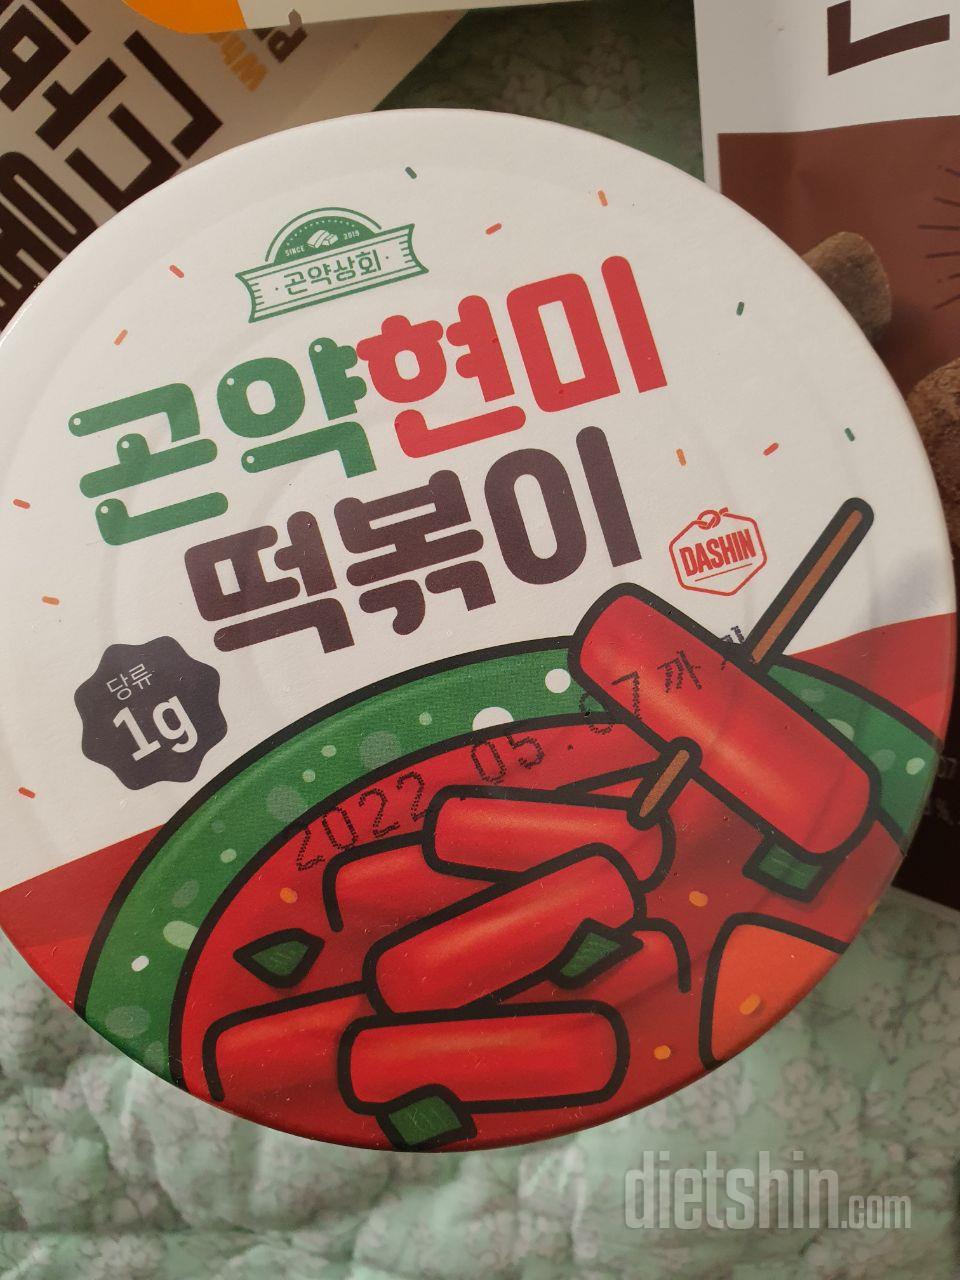 SINCE 2019
곤약상회
곤약현미
떡볶이
DASHIN
당류
1g
2022.05.07까지
dietshin.com